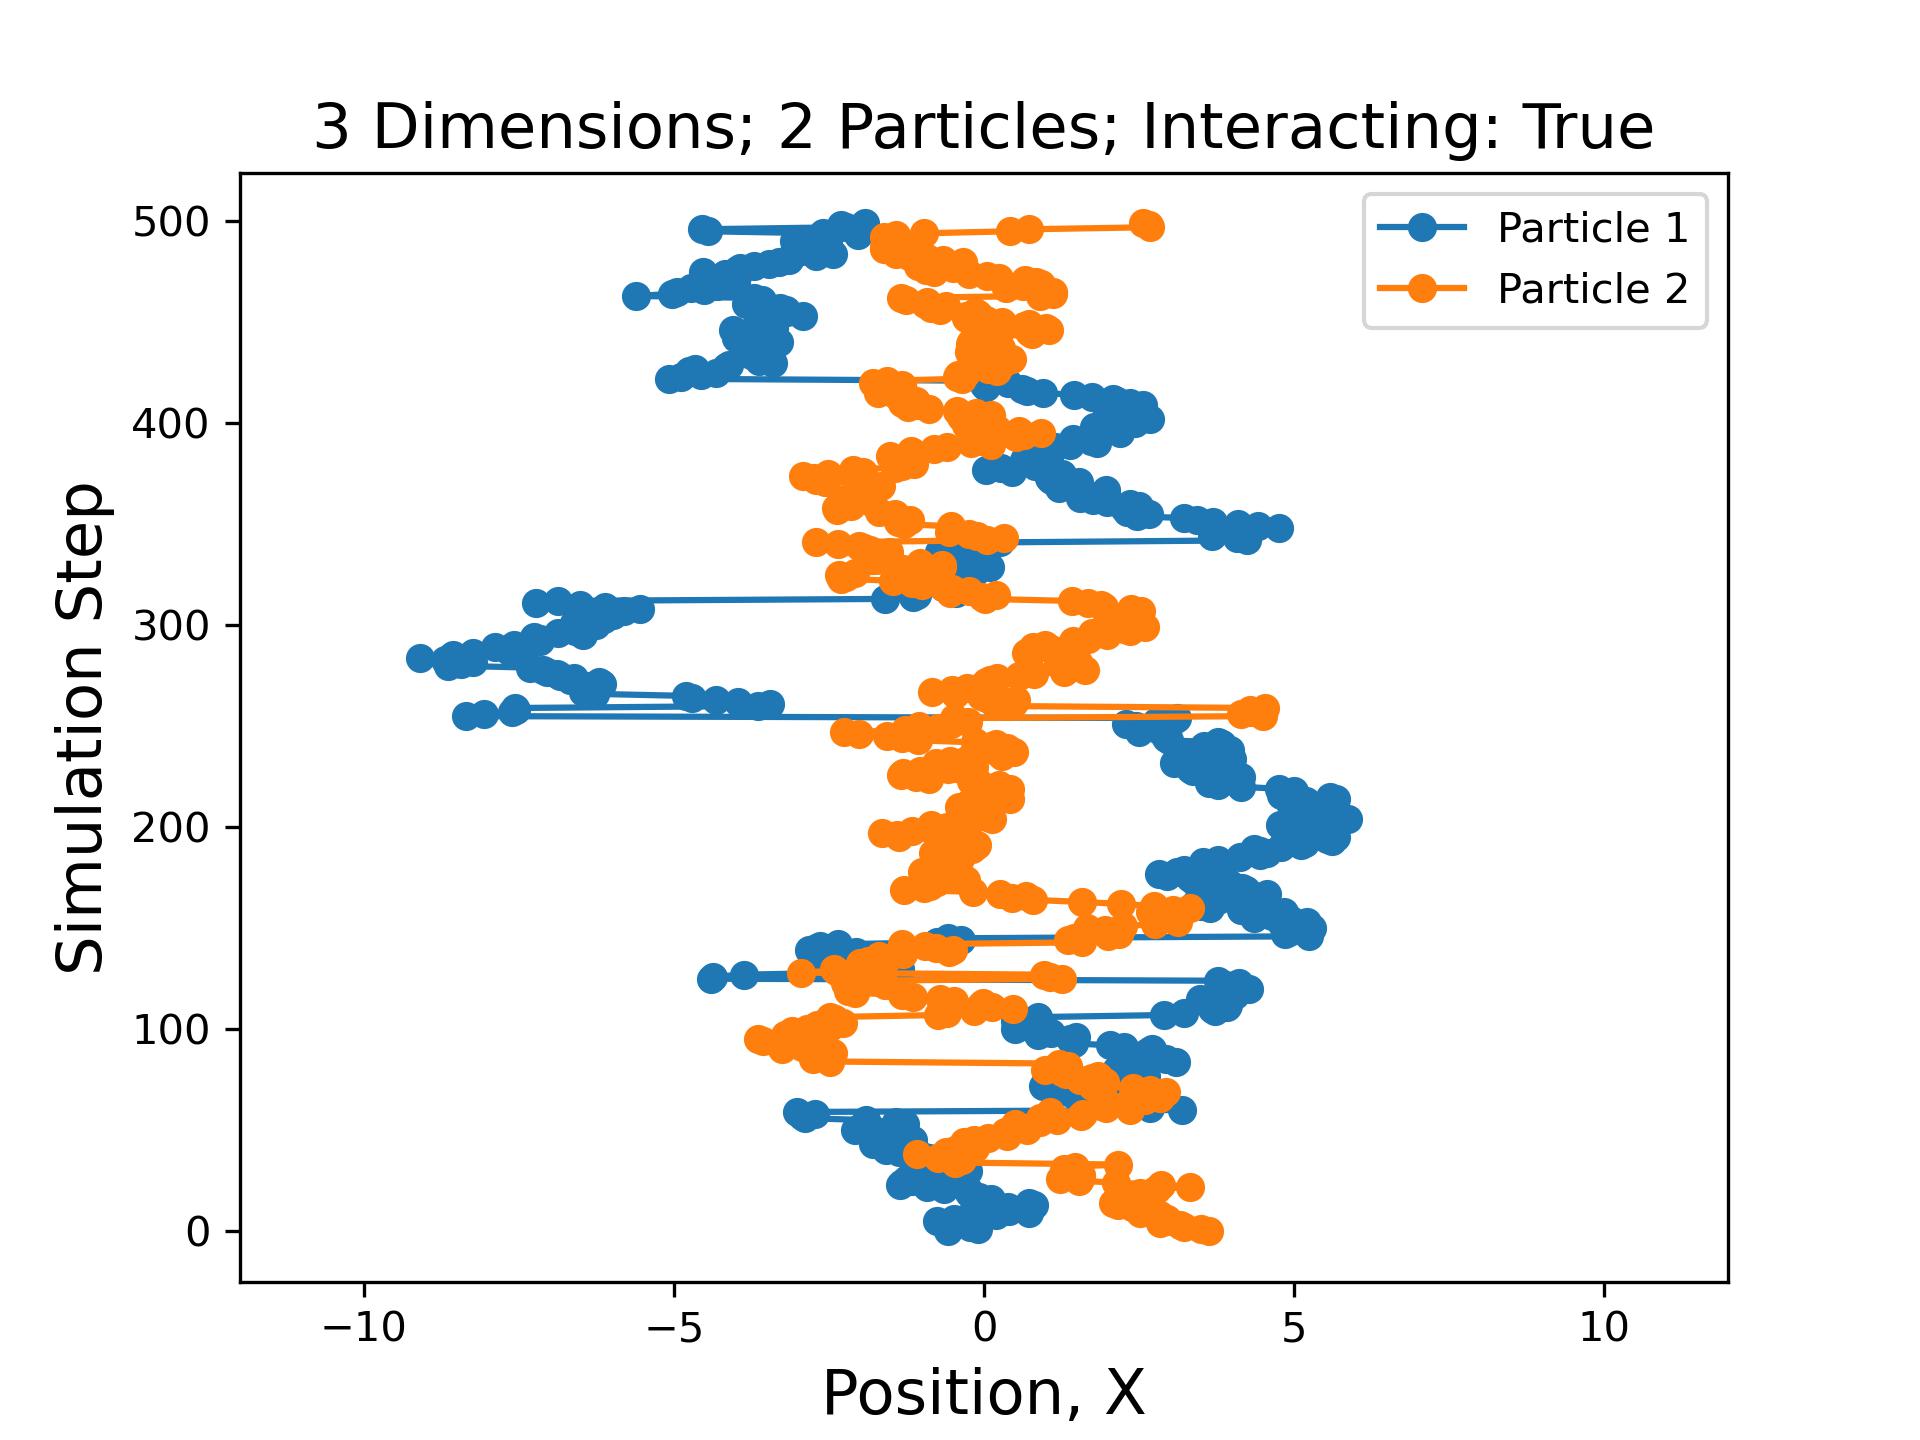 3 Dimensions; 2 Particles; Interacting: True
Particle 1
Particle 2
500
400
300
200
100
0
Simulation Step
−10
−5
0
5
10
Position, X